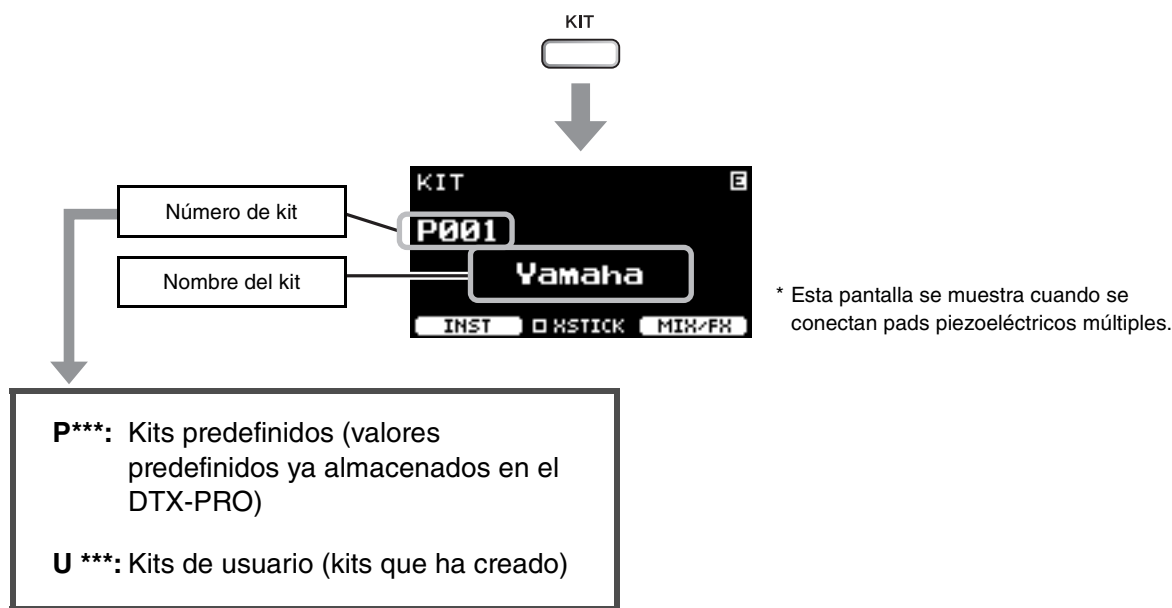 KIT
KIT E
Número de kit
P001
Nombre del kit
Yamaha
INST XSTICK MIX/FX
* Esta pantalla se muestra cuando se
conectan pads piezoeléctricos múltiples.
P***: Kits predefinidos (valores
predefinidos ya almacenados en el
DTX-PRO)
U ***: Kits de usuario (kits que ha creado)